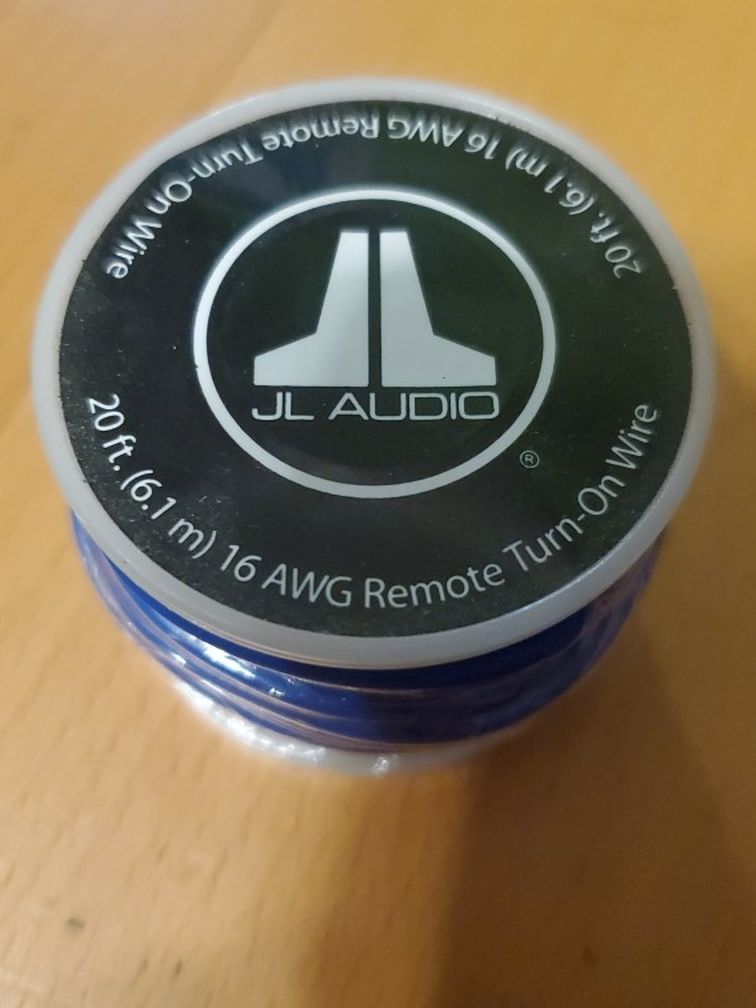 20 ft. (6.1 m) 16 AWG Remote Turn-On Wire
JL AUDIO
®
20 ft. (6.1 m) 16 AWG Remote Turn-On Wire